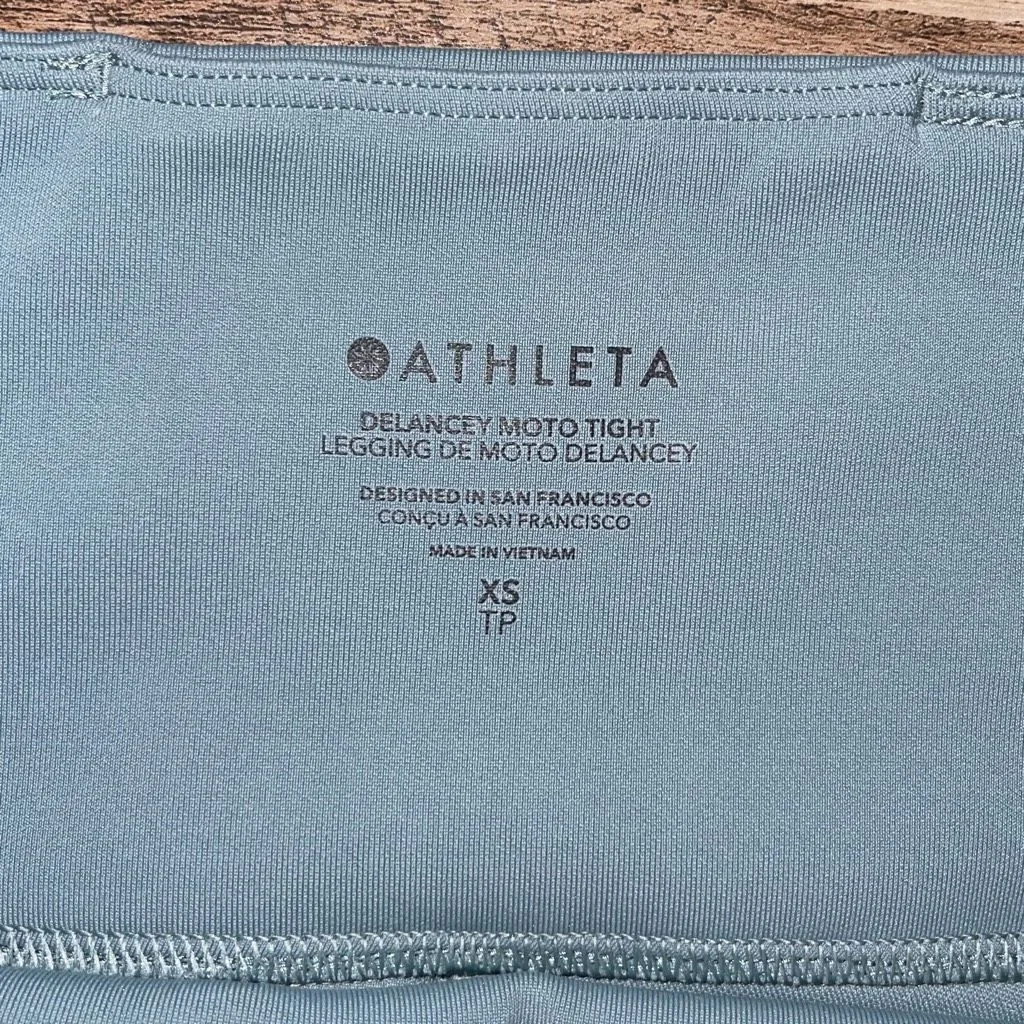 ATHLETA
DELANCEY MOTO TIGHT
LEGGING DE MOTO DELANCEY
DESIGNED IN SAN FRANCISCO
CONÇU À SAN FRANCISCO
MADE IN VIETNAM
XS
TP